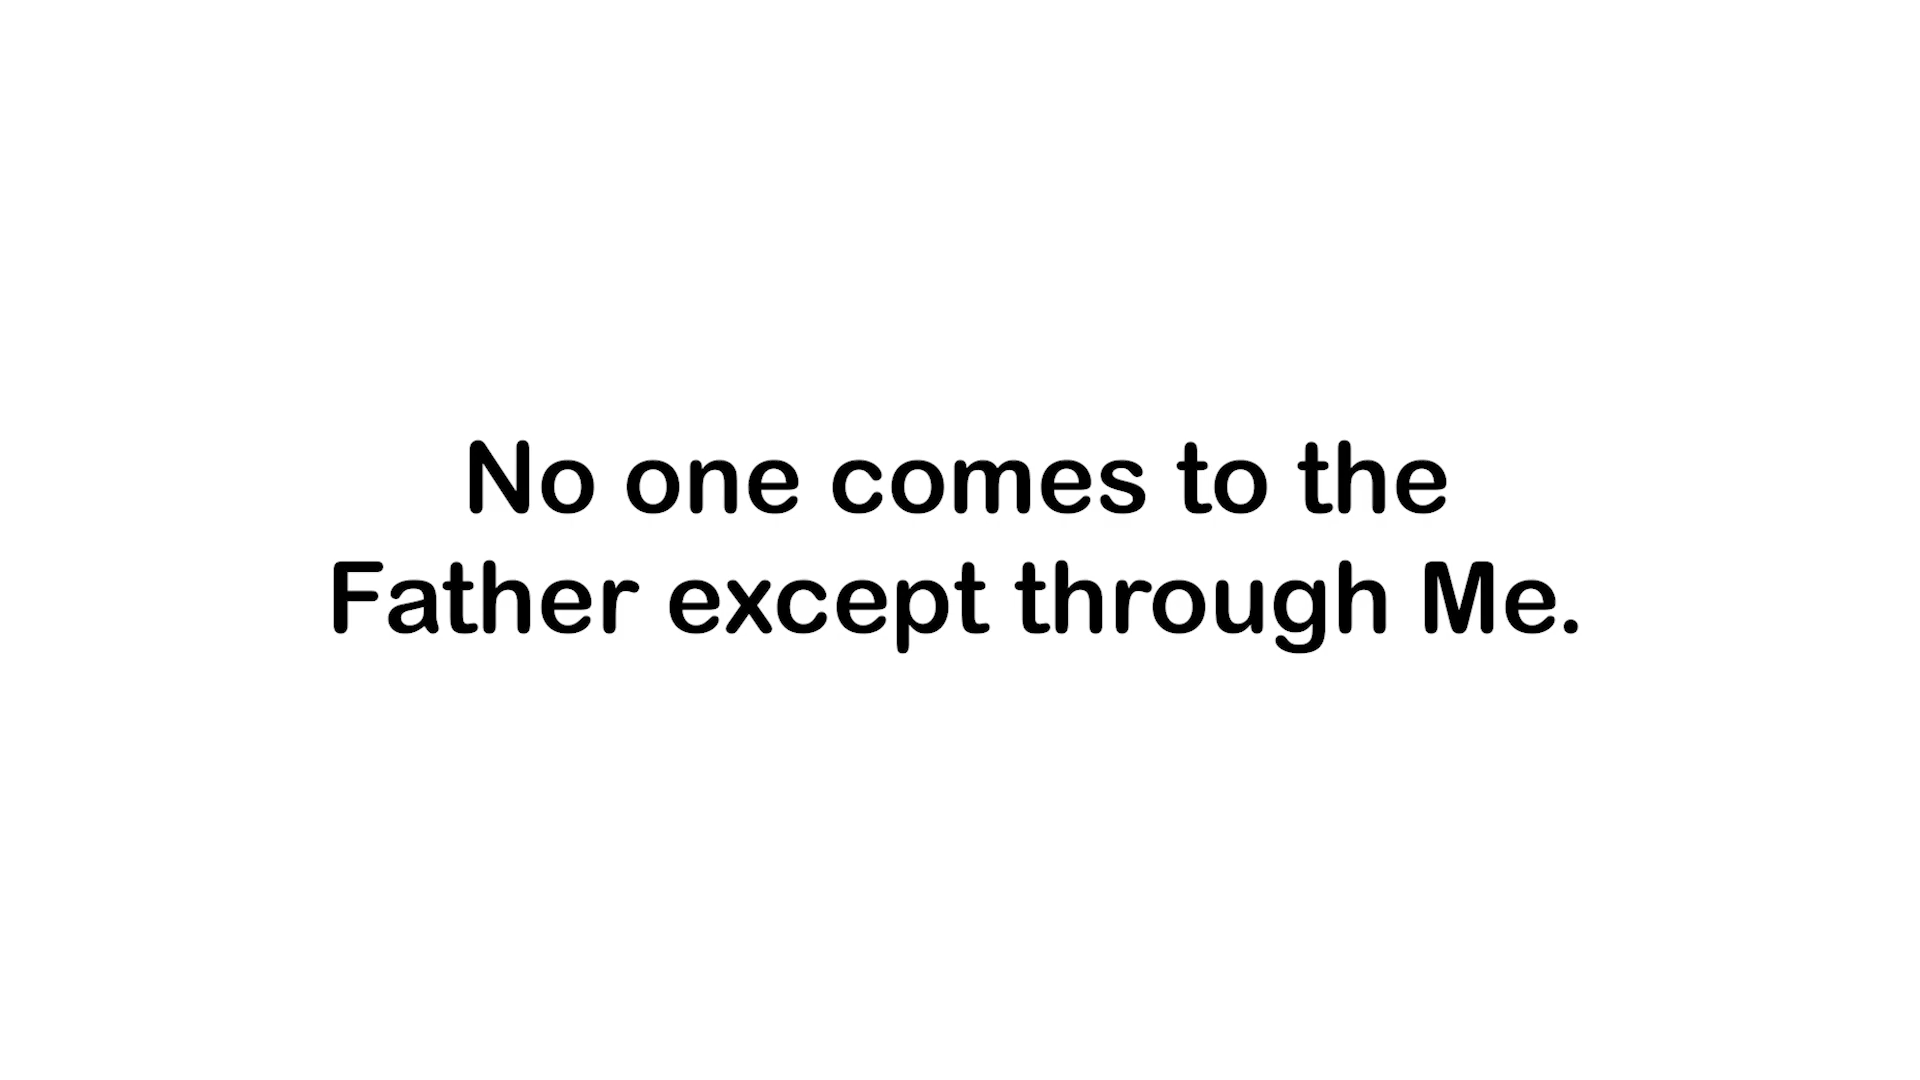 No one comes to the
Father except through Me.